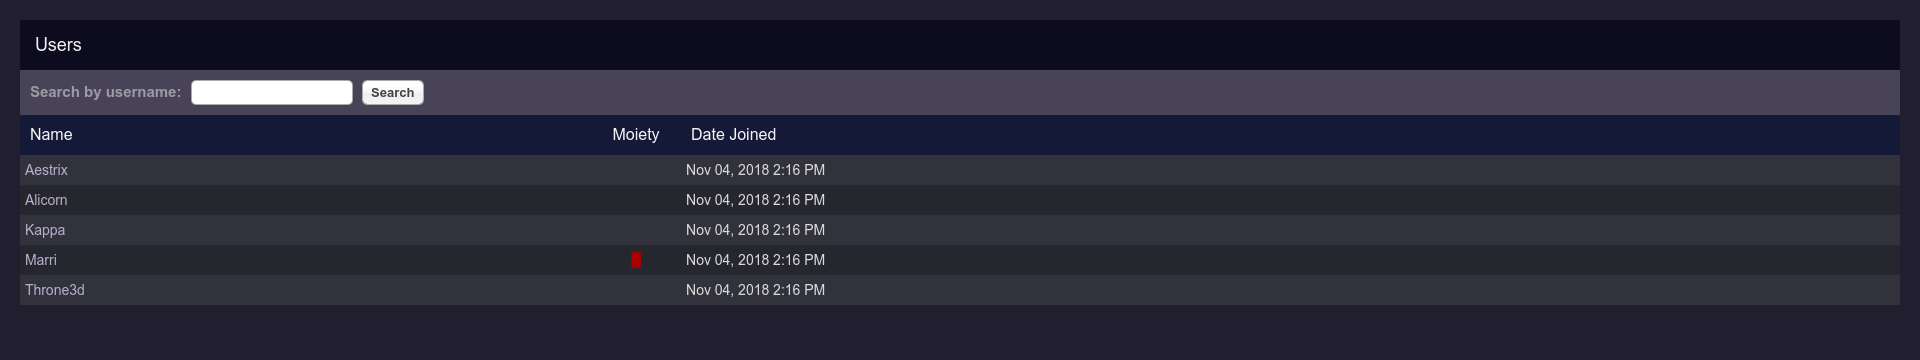 Users
Search by username: Search
Name Moiety Date Joined
Aestrix Nov 04, 2018 2:16 PM
Alicorn Nov 04, 2018 2:16 PM
Kappa Nov 04, 2018 2:16 PM
Marri Nov 04, 2018 2:16 PM
Throne3d Nov 04, 2018 2:16 PM